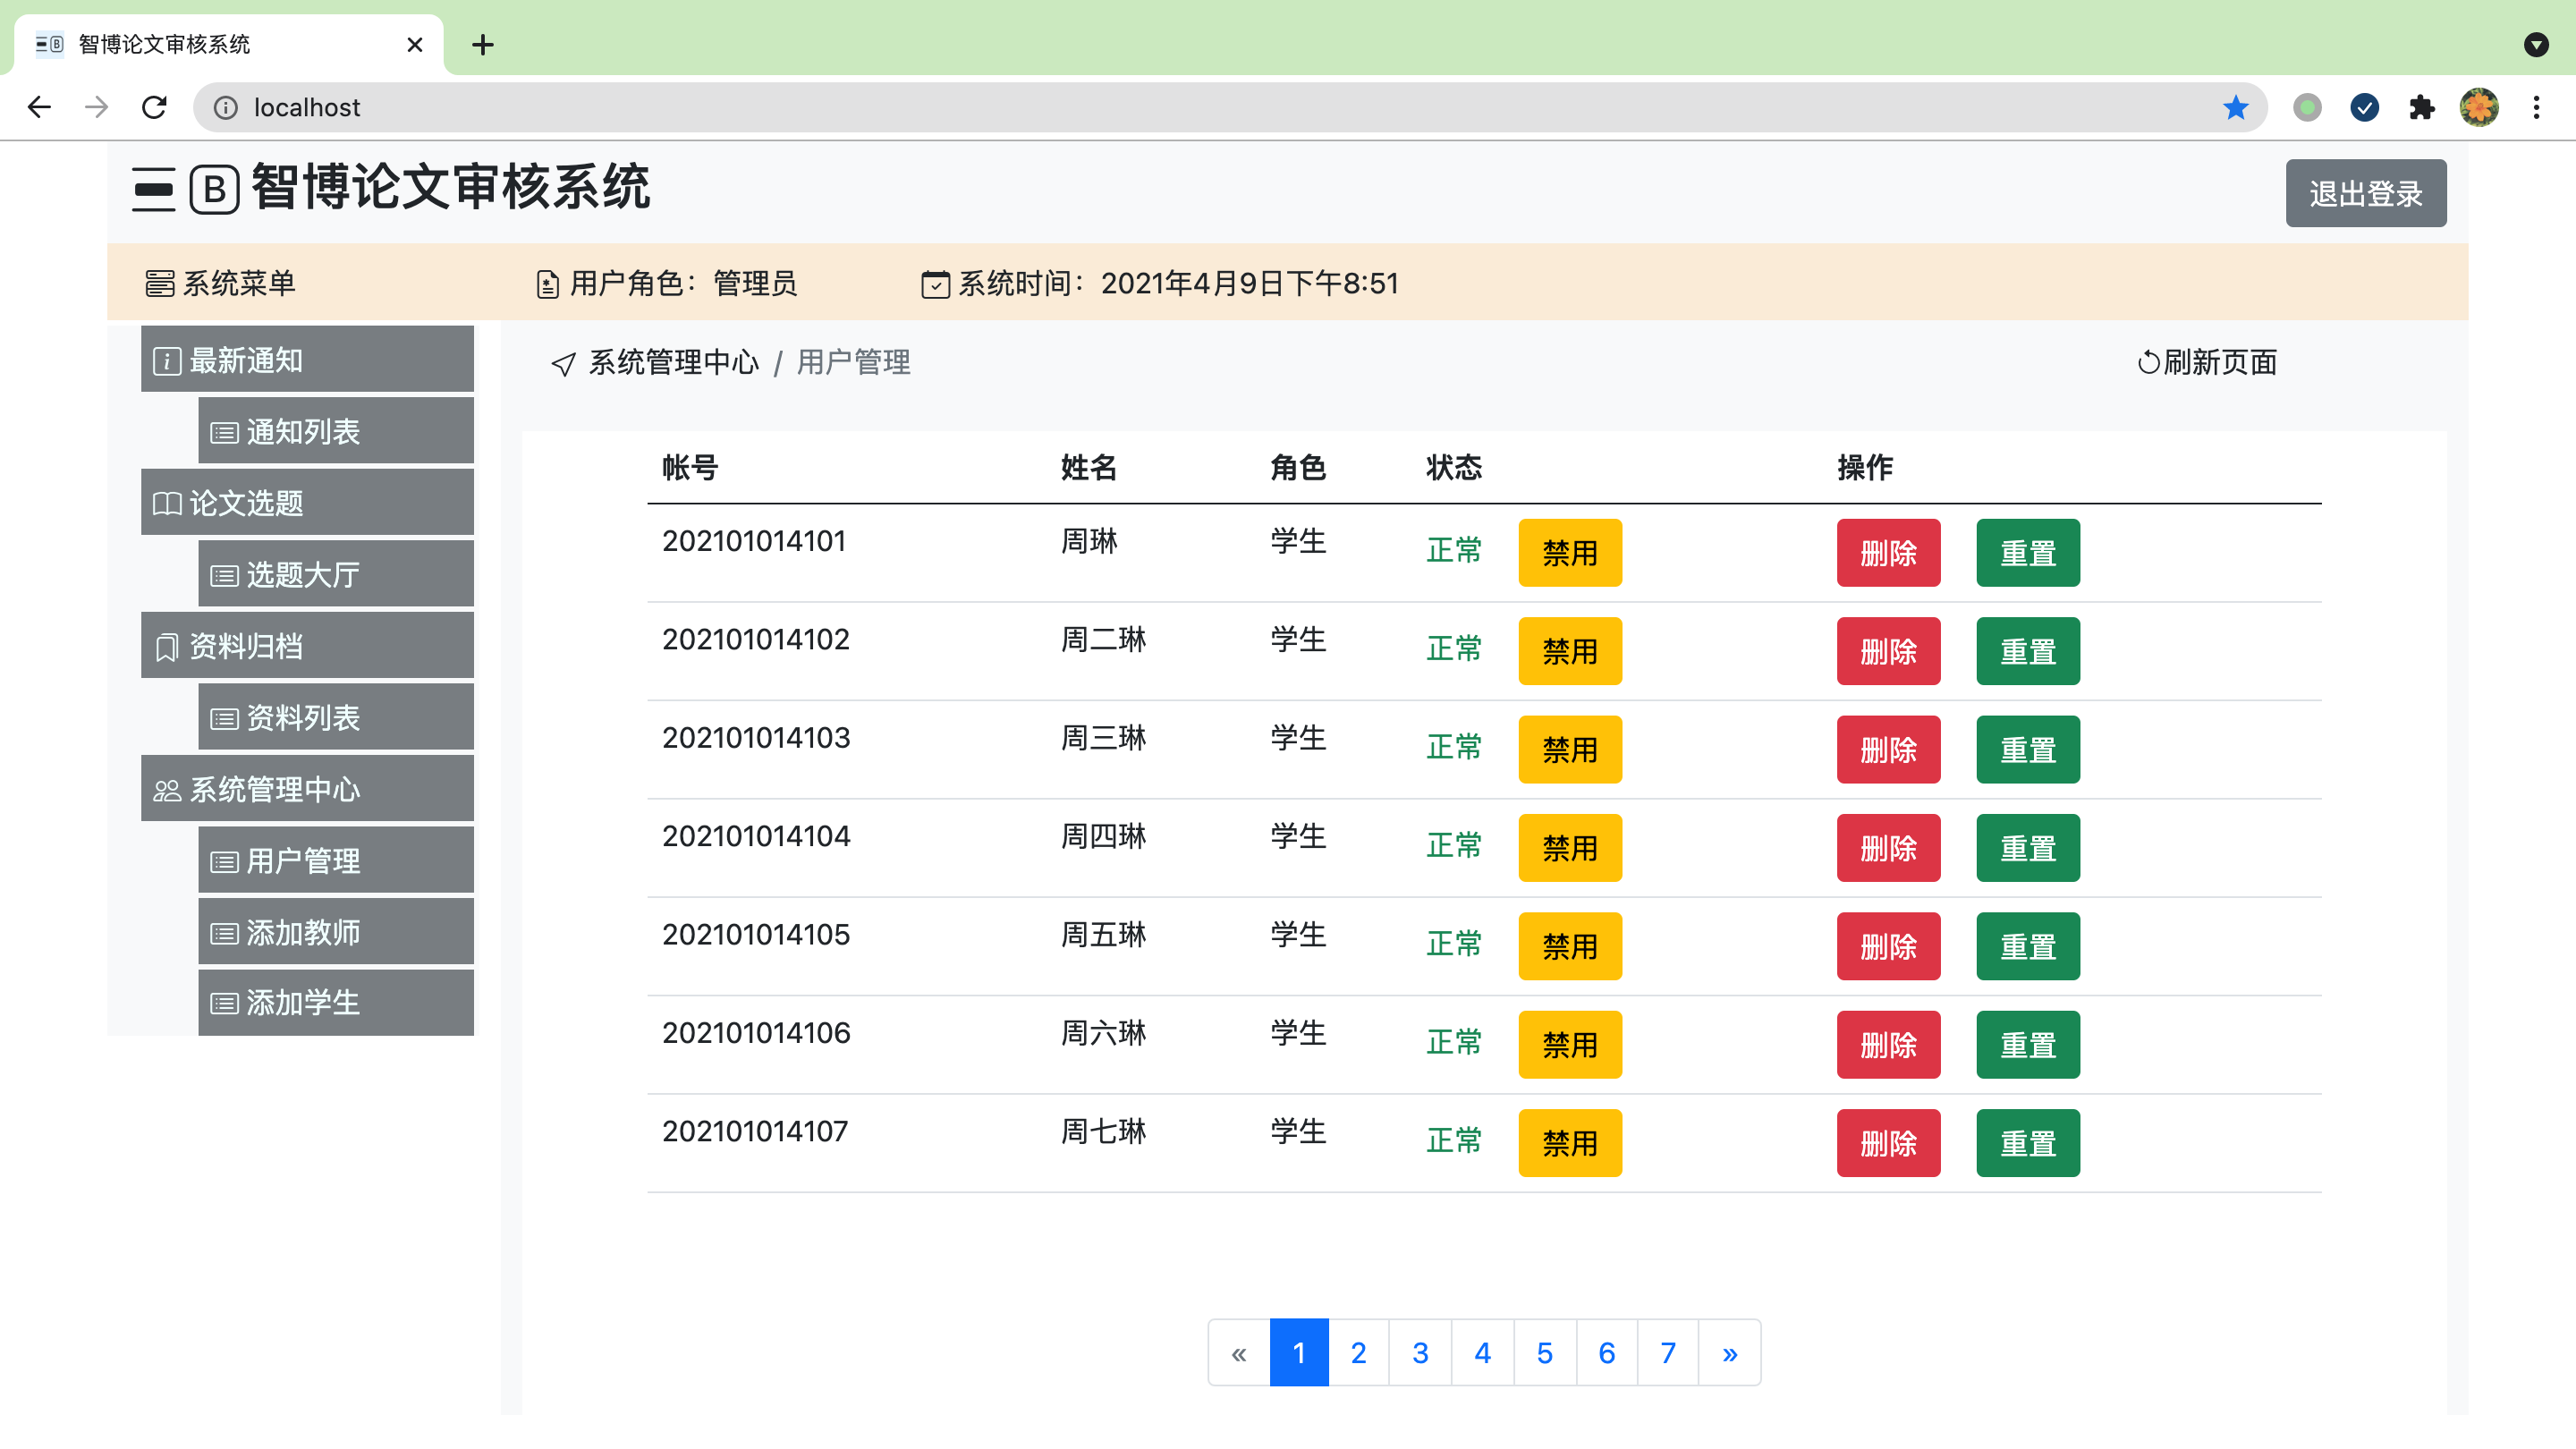 智博论文审核系统
localhost
B 智博论文审核系统
退出登录
系统菜单 用户角色：管理员 系统时间：2021年4月9日下午8:51
最新通知
通知列表
论文选题
选题大厅
资料归档
资料列表
系统管理中心
用户管理
添加教师
添加学生
系统管理中心 / 用户管理 刷新页面
帐号 姓名 角色 状态 操作
202101014101 周琳 学生 正常 禁用 删除 重置
202101014102 周二琳 学生 正常 禁用 删除 重置
202101014103 周三琳 学生 正常 禁用 删除 重置
202101014104 周四琳 学生 正常 禁用 删除 重置
202101014105 周五琳 学生 正常 禁用 删除 重置
202101014106 周六琳 学生 正常 禁用 删除 重置
202101014107 周七琳 学生 正常 禁用 删除 重置
« 1 2 3 4 5 6 7 »